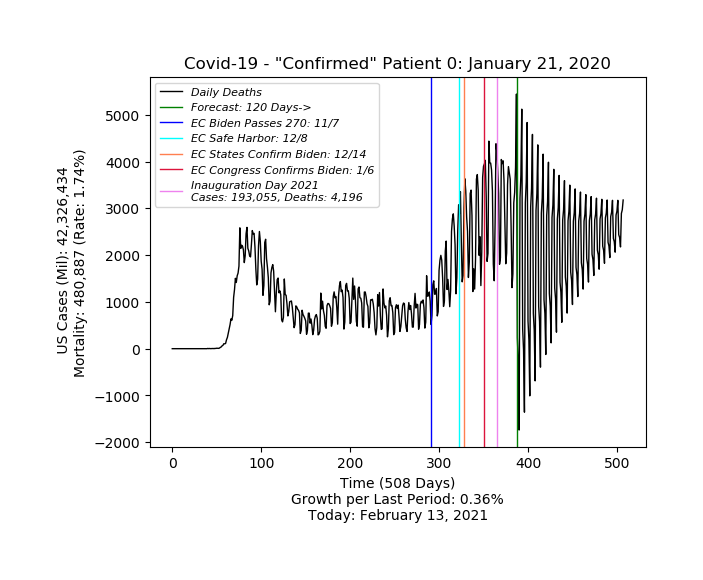 Covid-19 - "Confirmed" Patient 0: January 21, 2020
Daily Deaths
Forecast: 120 Days->
EC Biden Passes 270: 11/7
EC Safe Harbor: 12/8
EC States Confirm Biden: 12/14
EC Congress Confirms Biden: 1/6
Inauguration Day 2021
Cases: 193,055, Deaths: 4,196
US Cases (Mil): 42,326,434
Mortality: 480,887 (Rate: 1.74%)
5000
4000
3000
2000
1000
0
−1000
−2000
0 100 200 300 400 500
Time (508 Days)
Growth per Last Period: 0.36%
Today: February 13, 2021